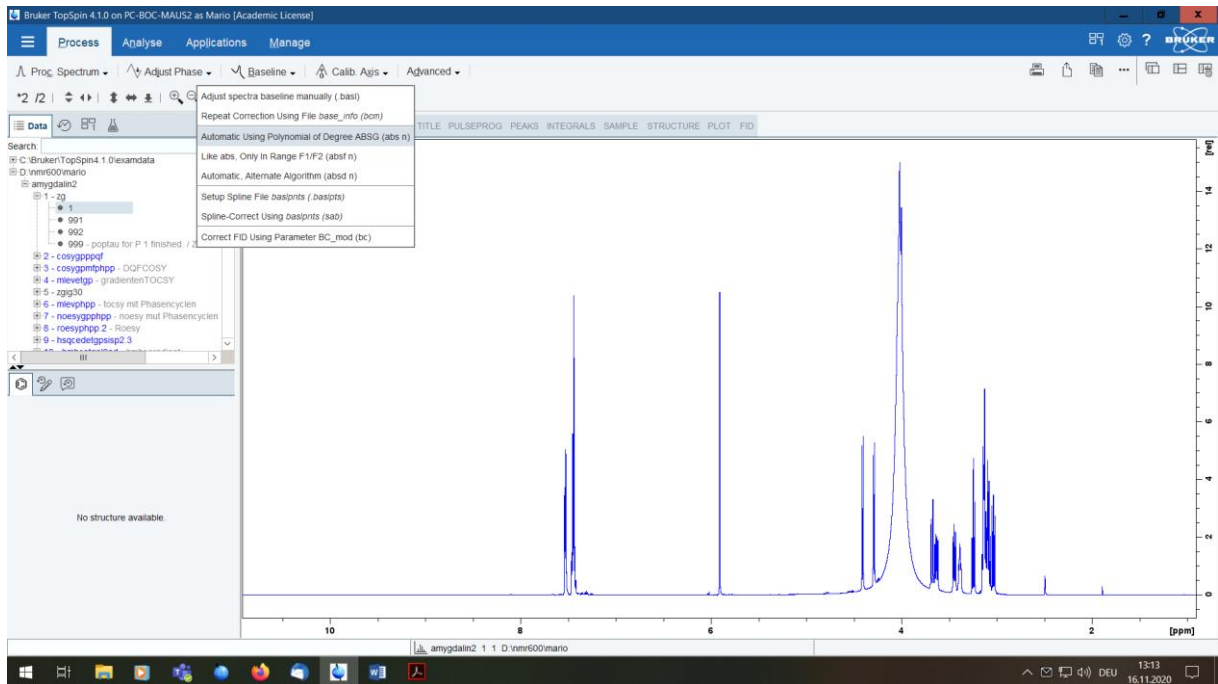 Bruker TopSpin 4.1.0 on PC-BOC-MAUS2 as Mario [Academic License]
Process Analyse Applications Manage
? BRUKER
Proc. Spectrum Adjust Phase Baseline Calib. Axis Advanced
*2 /2
Adjust spectra baseline manually (.basl)
Repeat Correction Using File base_info (bcm)
Automatic Using Polynomial of Degree ABSG (abs n)
Like abs, Only In Range F1/F2 (absf n)
Automatic, Alternate Algorithm (absd n)
Setup Spline File baslpnts (.basipts)
Spline-Correct Using baslpnts (sab)
Correct FID Using Parameter BC_mod (bc)
Data
TITLE PULSEPROG PEAKS INTEGRALS SAMPLE STRUCTURE PLOT FID
Search:
C:\Bruker\TopSpin4.1.0\examdata
D:\nmr600\mario
amygdalin2
1 - zg
1
991
992
999 - poptau for P 1 finished. / Z
2 - cosygpppqf
3 - cosygpmfphpp - DQFCOSY
4 - mlevetgp - gradientenTOCSY
5 - zgig30
6 - mlevphpp - tocsy mit Phasencyclen
7 - noesygpphpp - noesy mut Phasencyclen
8 - roesyphpp.2 - Roesy
9 - hsqcedetgpsisp2.3
No structure available.
[rel]
14
12
10
8
6
4
2
0
10 8 6 4 2 [ppm]
amygdalin2 1 1 D:\nmr600\mario
DEU
13:13
16.11.2020